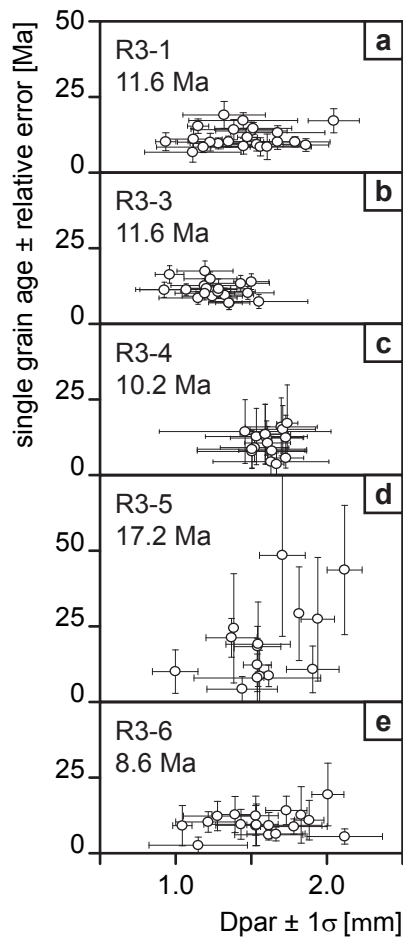 single grain age ± relative error [Ma]
50
25
0
a
R3-1
11.6 Ma
25
0
b
R3-3
11.6 Ma
25
0
c
R3-4
10.2 Ma
50
25
0
d
R3-5
17.2 Ma
25
0
e
R3-6
8.6 Ma
1.0
2.0
Dpar ± 1σ [mm]